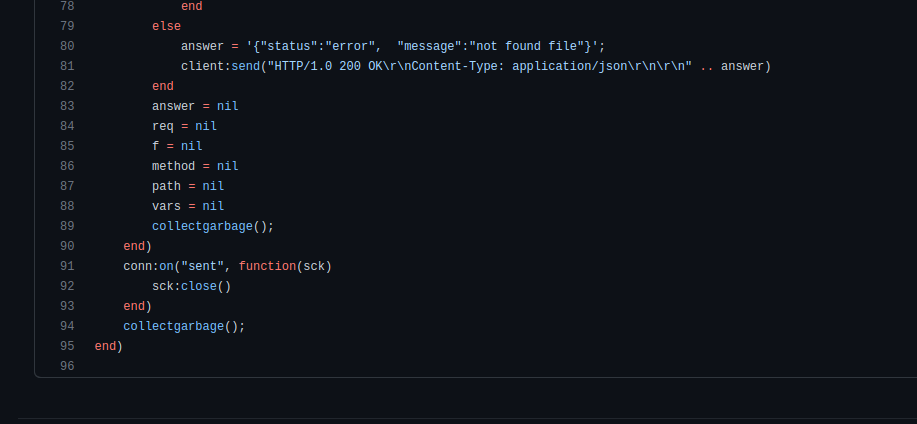 78 end
79 else
80 answer = '{"status":"error",  "message":"not found file"}';
81 client:send("HTTP/1.0 200 OK\r\nContent-Type: application/json\r\n\r\n" .. answer)
82 end
83 answer = nil
84 req = nil
85 f = nil
86 method = nil
87 path = nil
88 vars = nil
89 collectgarbage();
90 end)
91 conn:on("sent", function(sck)
92 sck:close()
93 end)
94 collectgarbage();
95 end)
96